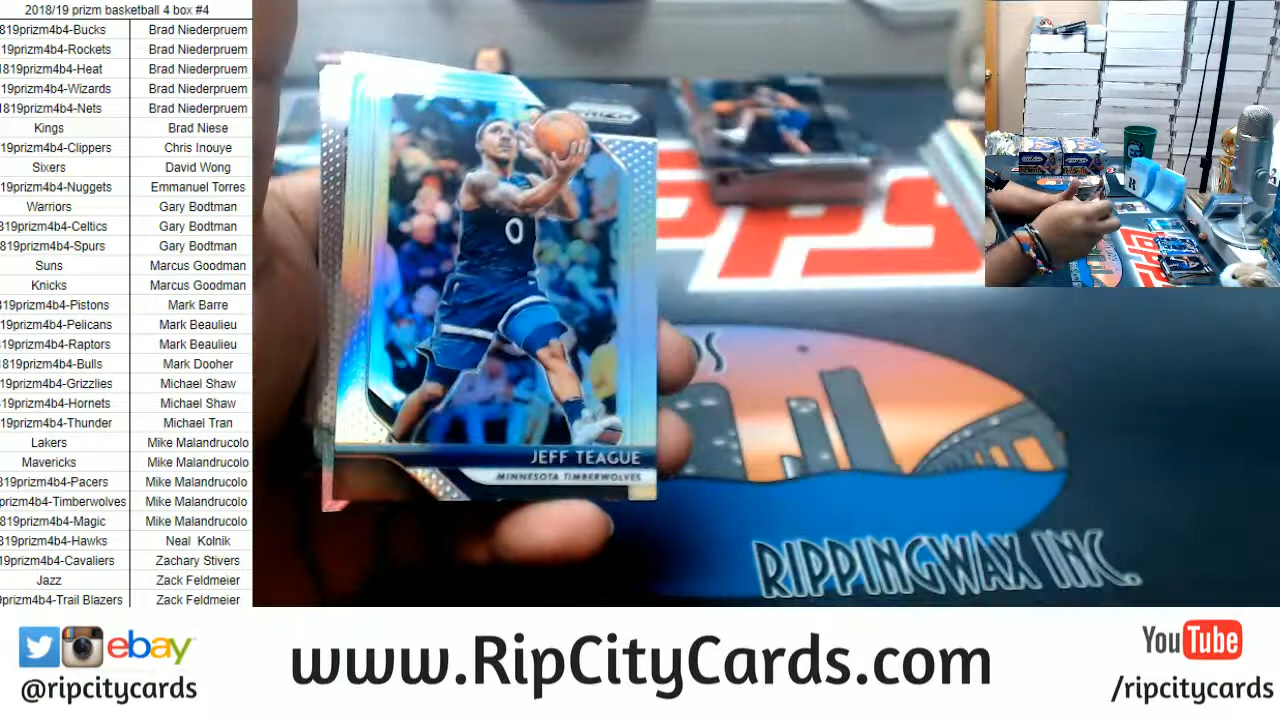 2018/19 prizm basketball 4 box #4
819prizm4b4-Bucks Brad Niederpruem
19prizm4b4-Rockets Brad Niederpruem
1819prizm4b4-Heat Brad Niederpruem
819prizm4b4-Wizards Brad Niederpruem
819prizm4b4-Nets Brad Niederpruem
Kings Brad Niese
19prizm4b4-Clippers Chris Inouye
Sixers David Wong
19prizm4b4-Nuggets Emmanuel Torres
Warriors Gary Bodtman
819prizm4b4-Celtics Gary Bodtman
819prizm4b4-Spurs Gary Bodtman
Suns Marcus Goodman
Knicks Marcus Goodman
819prizm4b4-Pistons Mark Barre
19prizm4b4-Pelicans Mark Beaulieu
19prizm4b4-Raptors Mark Beaulieu
1819prizm4b4-Bulls Mark Dooher
19prizm4b4-Grizzlies Michael Shaw
819prizm4b4-Hornets Michael Shaw
19prizm4b4-Thunder Michael Tran
Lakers Mike Malandrucolo
Mavericks Mike Malandrucolo
819prizm4b4-Pacers Mike Malandrucolo
prizm4b4-Timberwolves Mike Malandrucolo
819prizm4b4-Magic Mike Malandrucolo
819prizm4b4-Hawks Neal Kolnik
19prizm4b4-Cavaliers Zachary Stivers
Jazz Zack Feldmeier
prizm4b4-Trail Blazers Zack Feldmeier
PRIZM
0
JEFF TEAGUE
MINNESOTA TIMBERWOLVES
RIPPINGWAX INC.
ebay
@ripcitycards
www.RipCityCards.com
YouTube
/ripcitycards